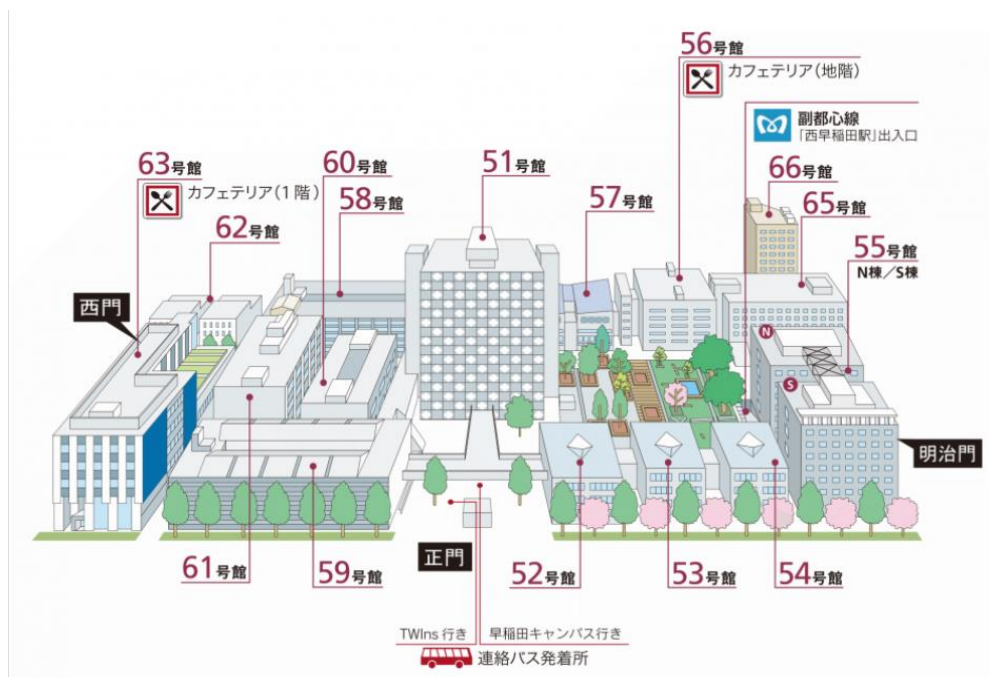 56号館
カフェテリア(地階)
副都心線
「西早稲田駅」出入口
63号館
カフェテリア(1階)
60号館
51号館
58号館
57号館
66号館
65号館
62号館
55号館
N棟/S棟
西門
N
S
明治門
正門
61号館
59号館
52号館
53号館
54号館
TWIns 行き
早稲田キャンパス行き
連絡バス発着所